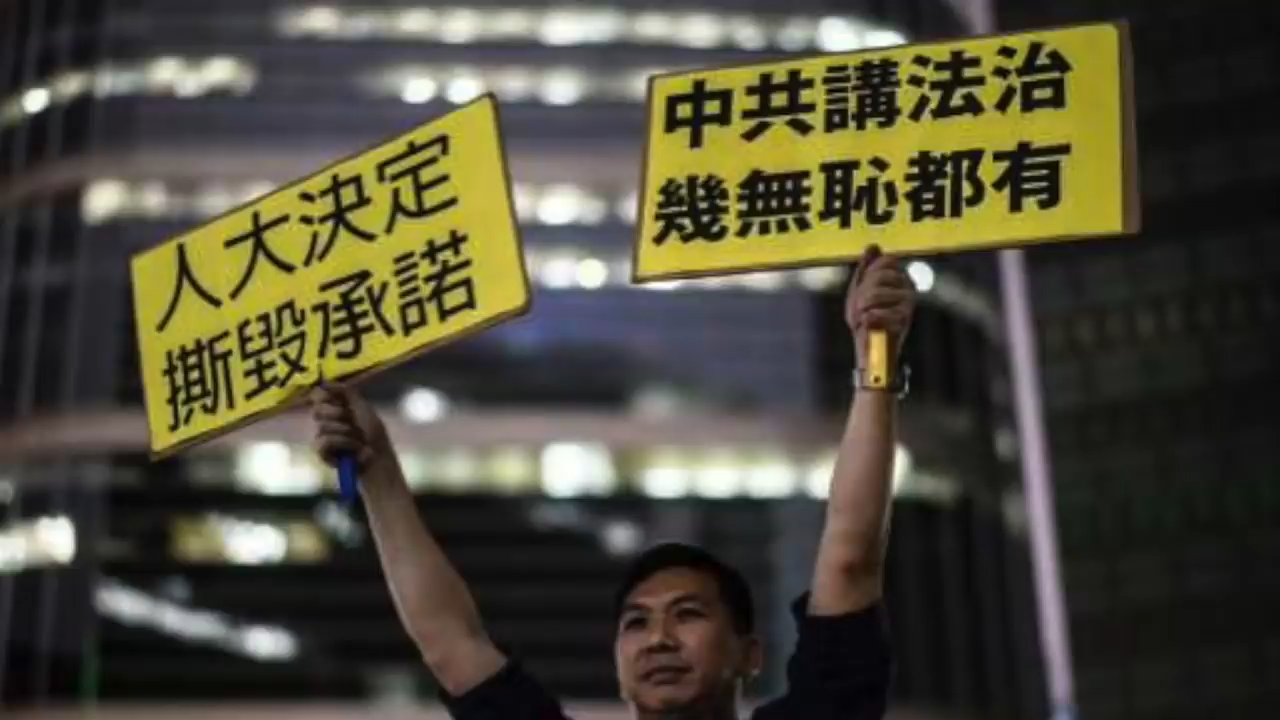 人大決定
撕毀承諾
中共講法治
幾無恥都有